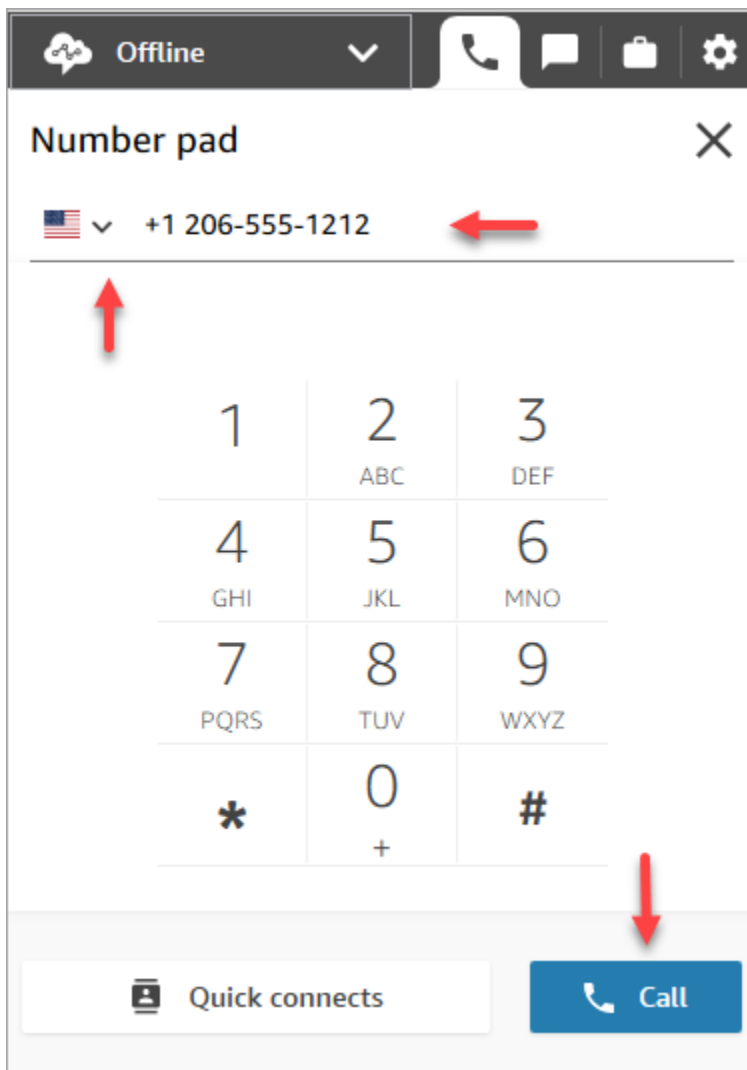 Offline
Number pad
+1 206-555-1212
1 2 3
ABC DEF
4 5 6
GHI JKL MNO
7 8 9
PQRS TUV WXYZ
* 0 #
+
Quick connects Call